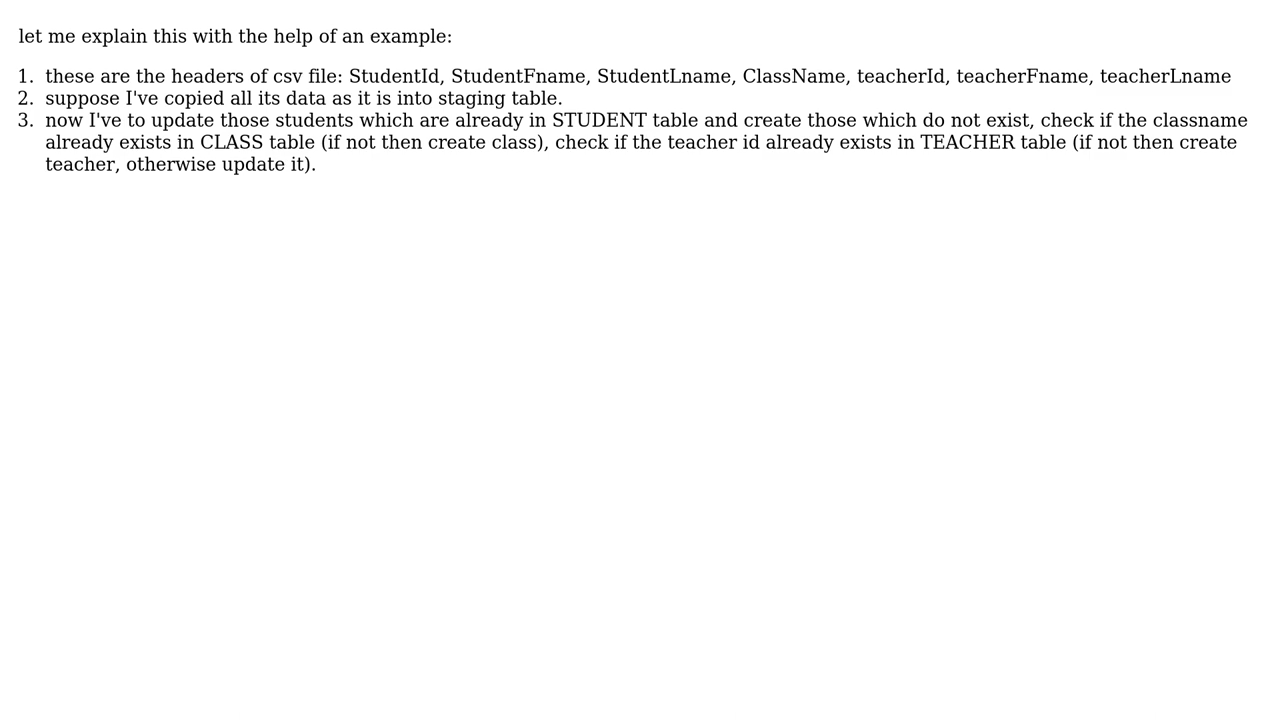 let me explain this with the help of an example:
1. these are the headers of csv file: StudentId, StudentFname, StudentLname, ClassName, teacherId, teacherFname, teacherLname
2. suppose I've copied all its data as it is into staging table.
3. now I've to update those students which are already in STUDENT table and create those which do not exist, check if the classname
already exists in CLASS table (if not then create class), check if the teacher id already exists in TEACHER table (if not then create
teacher, otherwise update it).